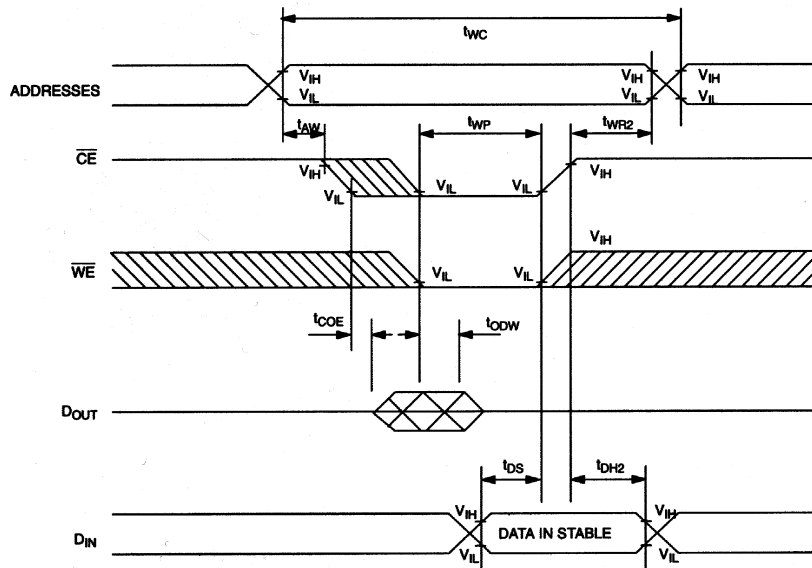 tWC
ADDRESSES VIH VIL VIH VIL VIH VIL
tAW tWP tWR2
CE VIH VIL VIL VIL VIH
WE VIL VIL VIH
tCOE tODW
DOUT
tDS tDH2
DIN VIH VIL DATA IN STABLE VIH VIL